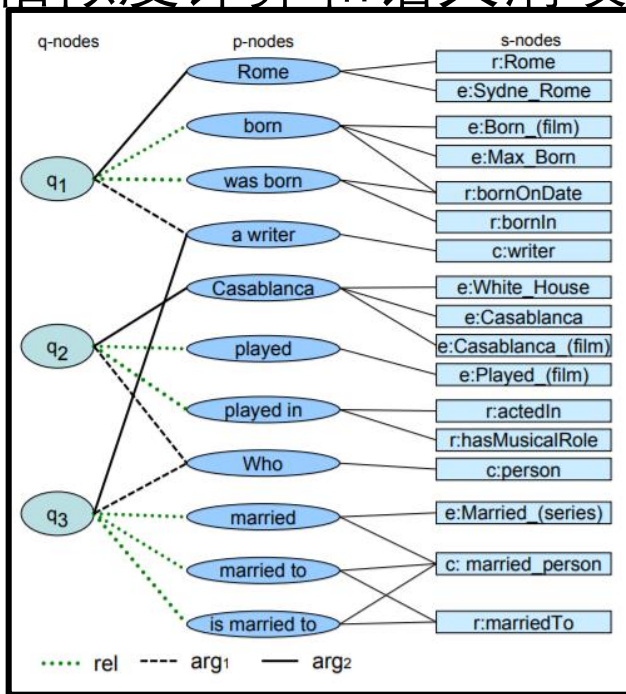 q-nodes p-nodes s-nodes
Rome
born
was born
a writer
Casablanca
played
played in
Who
married
married to
is married to
q1
q2
q3
r:Rome
e:Sydne_Rome
e:Born_(film)
e:Max_Born
r:bornOnDate
r:bornIn
c:writer
e:White_House
e:Casablanca
e:Casablanca_(film)
e:Played_(film)
r:actedIn
r:hasMusicalRole
c:person
e:Married_(series)
c: married_person
r:marriedTo
rel arg1 arg2